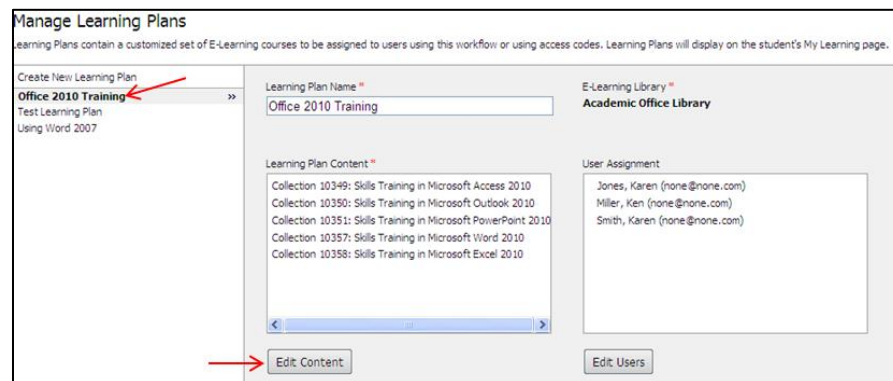 Manage Learning Plans
Learning Plans contain a customized set of E-Learning courses to be assigned to users using this workflow or using access codes. Learning Plans will display on the student's My Learning page.
Create New Learning Plan
Office 2010 Training »
Test Learning Plan
Using Word 2007
Learning Plan Name *
Office 2010 Training
E-Learning Library *
Academic Office Library
Learning Plan Content *
Collection 10349: Skills Training in Microsoft Access 2010
Collection 10350: Skills Training in Microsoft Outlook 2010
Collection 10351: Skills Training in Microsoft PowerPoint 2010
Collection 10357: Skills Training in Microsoft Word 2010
Collection 10358: Skills Training in Microsoft Excel 2010
User Assignment
Jones, Karen (none@none.com)
Miller, Ken (none@none.com)
Smith, Karen (none@none.com)
Edit Content
Edit Users